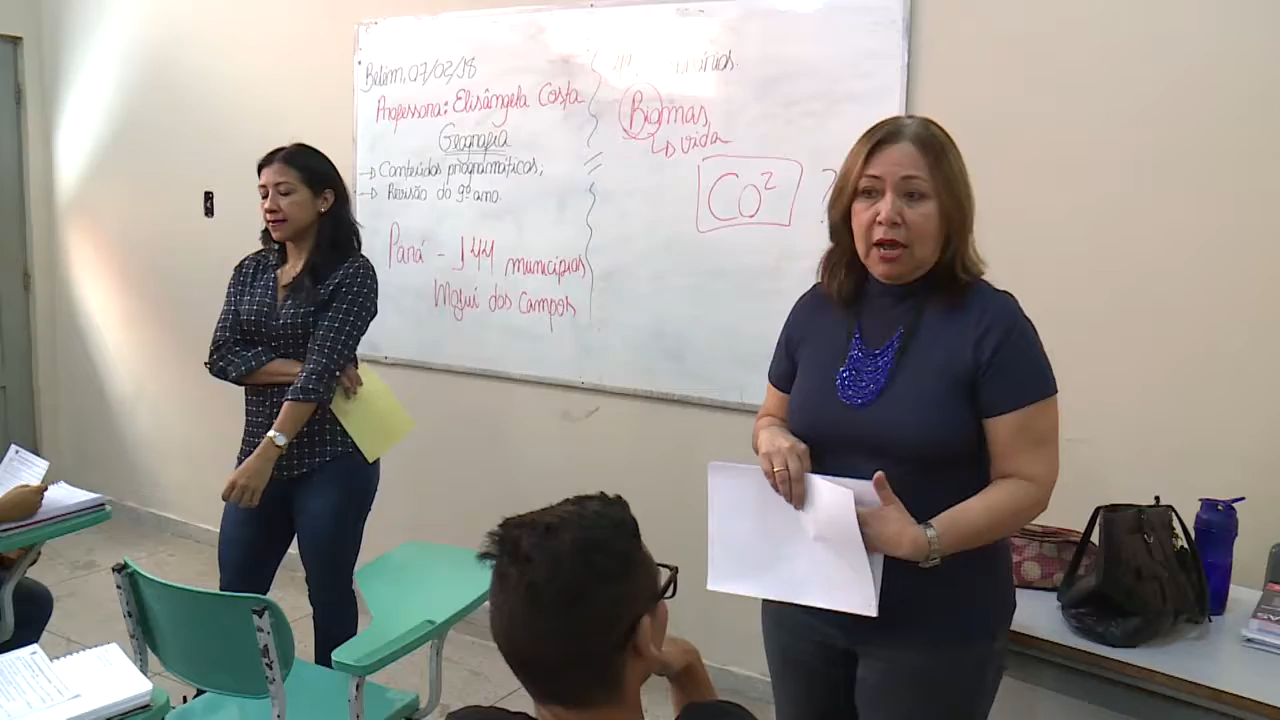 Belém, 07/02/18
Professora: Elisângela Costa
Geografia
→ Conteúdos programáticos;
→ Revisão do 9º ano.
Pará - 144 municípios
Mojuí dos Campos
Biomas
↳ vida
CO²
?